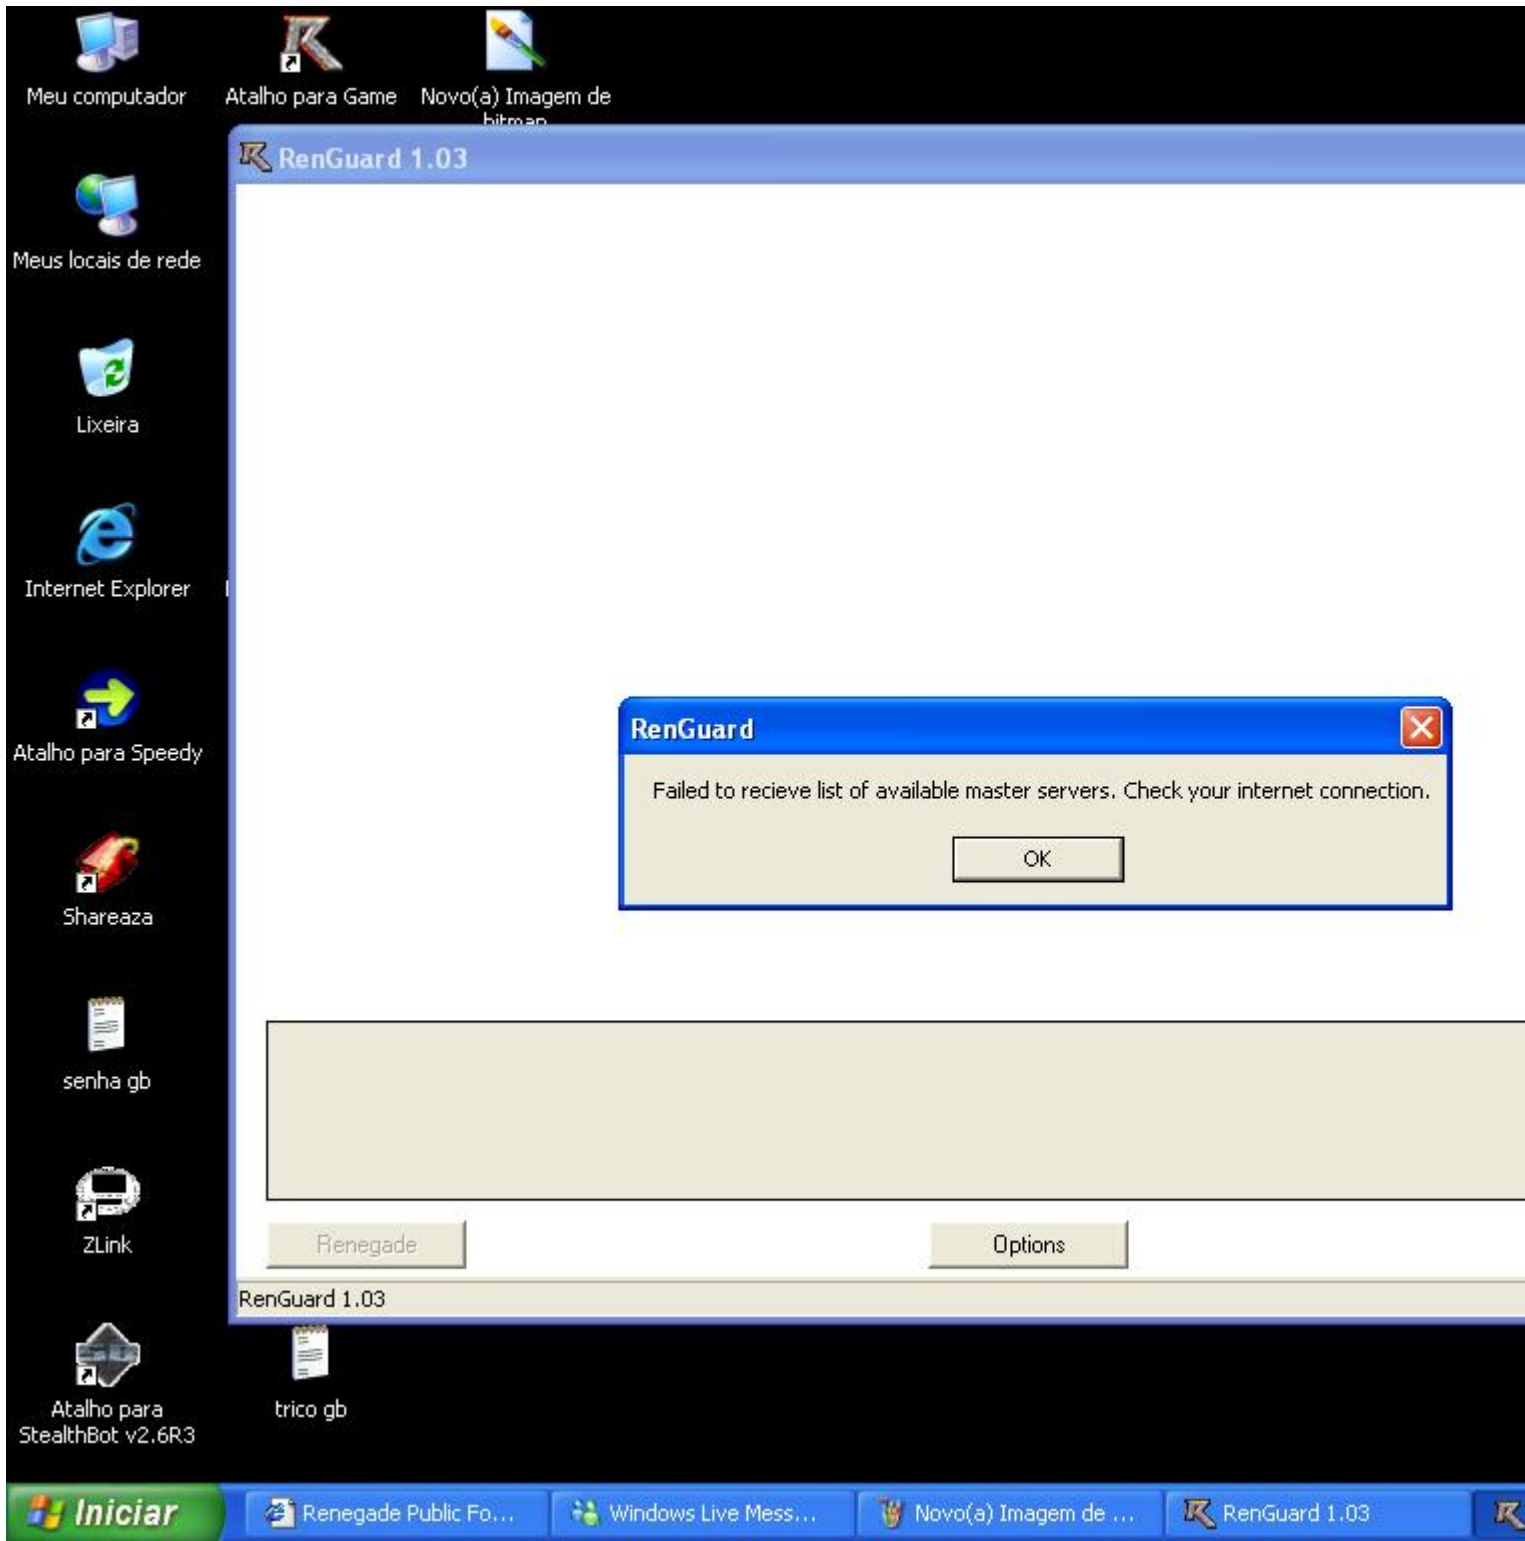 Meu computador
Atalho para Game
Novo(a) Imagem de
bitmap
RenGuard 1.03
Meus locais de rede
Lixeira
Internet Explorer
Atalho para Speedy
RenGuard
Failed to recieve list of available master servers. Check your internet connection.
OK
Shareaza
senha gb
ZLink
Renegade
Options
RenGuard 1.03
Atalho para
StealthBot v2.6R3
trico gb
Iniciar
Renegade Public Fo...
Windows Live Mess...
Novo(a) Imagem de ...
RenGuard 1.03